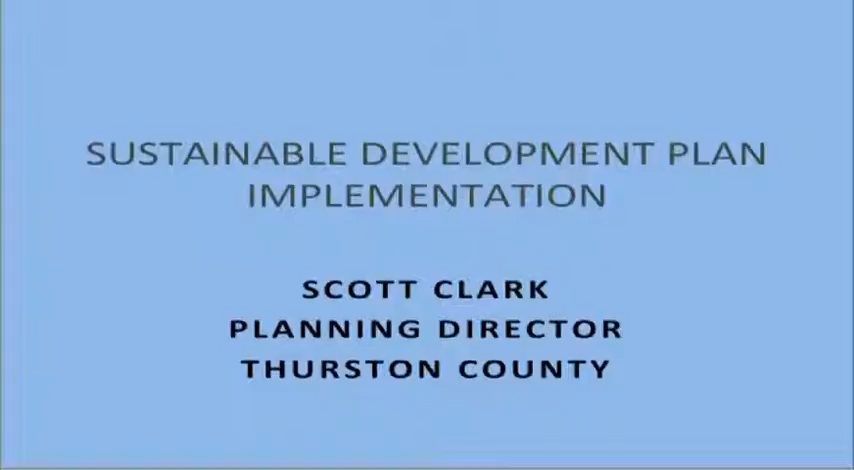 SUSTAINABLE DEVELOPMENT PLAN
IMPLEMENTATION
SCOTT CLARK
PLANNING DIRECTOR
THURSTON COUNTY